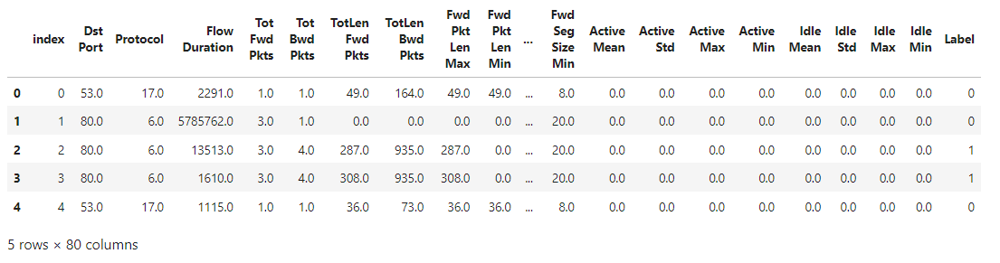 index Dst Port Protocol Flow Duration Tot Fwd Pkts Tot Bwd Pkts TotLen Fwd Pkts TotLen Bwd Pkts Fwd Pkt Len Max Fwd Pkt Len Min ... Fwd Seg Size Min Active Mean Active Std Active Max Active Min Idle Mean Idle Std Idle Max Idle Min Label
0 0 53.0 17.0 2291.0 1.0 1.0 49.0 164.0 49.0 49.0 ... 8.0 0.0 0.0 0.0 0.0 0.0 0.0 0.0 0.0 0
1 1 80.0 6.0 5785762.0 3.0 1.0 0.0 0.0 0.0 0.0 ... 20.0 0.0 0.0 0.0 0.0 0.0 0.0 0.0 0.0 0
2 2 80.0 6.0 13513.0 3.0 4.0 287.0 935.0 287.0 0.0 ... 20.0 0.0 0.0 0.0 0.0 0.0 0.0 0.0 0.0 1
3 3 80.0 6.0 1610.0 3.0 4.0 308.0 935.0 308.0 0.0 ... 20.0 0.0 0.0 0.0 0.0 0.0 0.0 0.0 0.0 1
4 4 53.0 17.0 1115.0 1.0 1.0 36.0 73.0 36.0 36.0 ... 8.0 0.0 0.0 0.0 0.0 0.0 0.0 0.0 0.0 0
5 rows × 80 columns